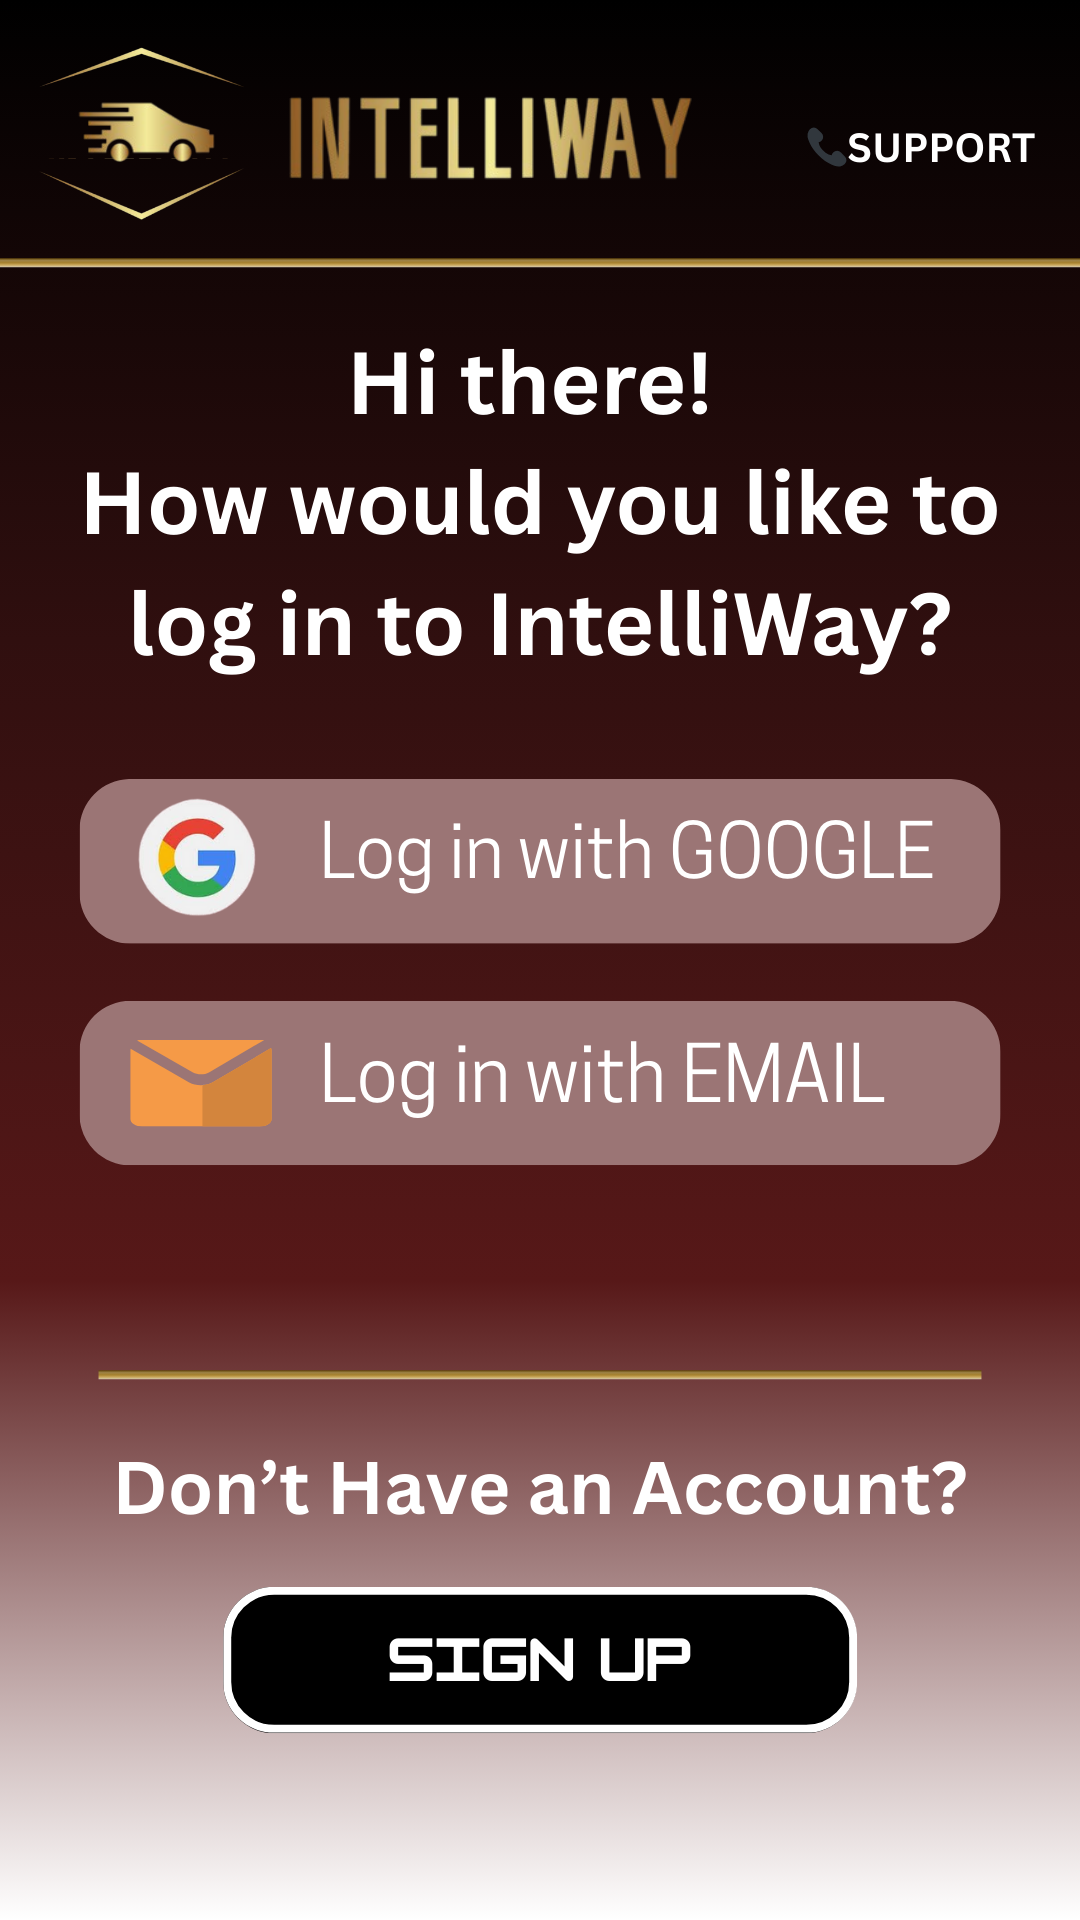 INTELLIWAY
SUPPORT
Hi there!
How would you like to
log in to IntelliWay?
Log in with GOOGLE
Log in with EMAIL
Don’t Have an Account?
SIGN UP